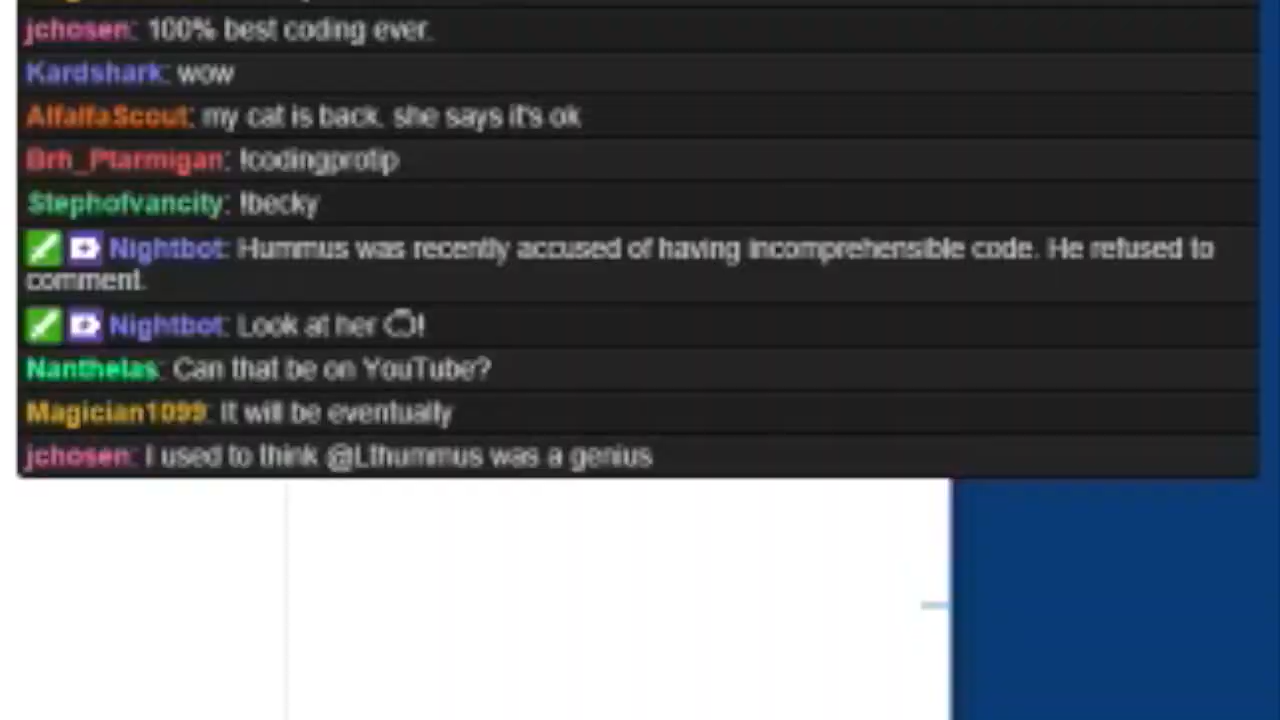 jchosen: 100% best coding ever.
Kardshark: wow
AlfalfaScout: my cat is back. she says it's ok
Brh_Ptarmigan: !codingprotip
Stephofvancity: !becky
Nightbot: Hummus was recently accused of having incomprehensible code. He refused to
comment.
Nightbot: Look at her !
Nanthelas: Can that be on YouTube?
Magician1099: It will be eventually
jchosen: I used to think @Lthummus was a genius